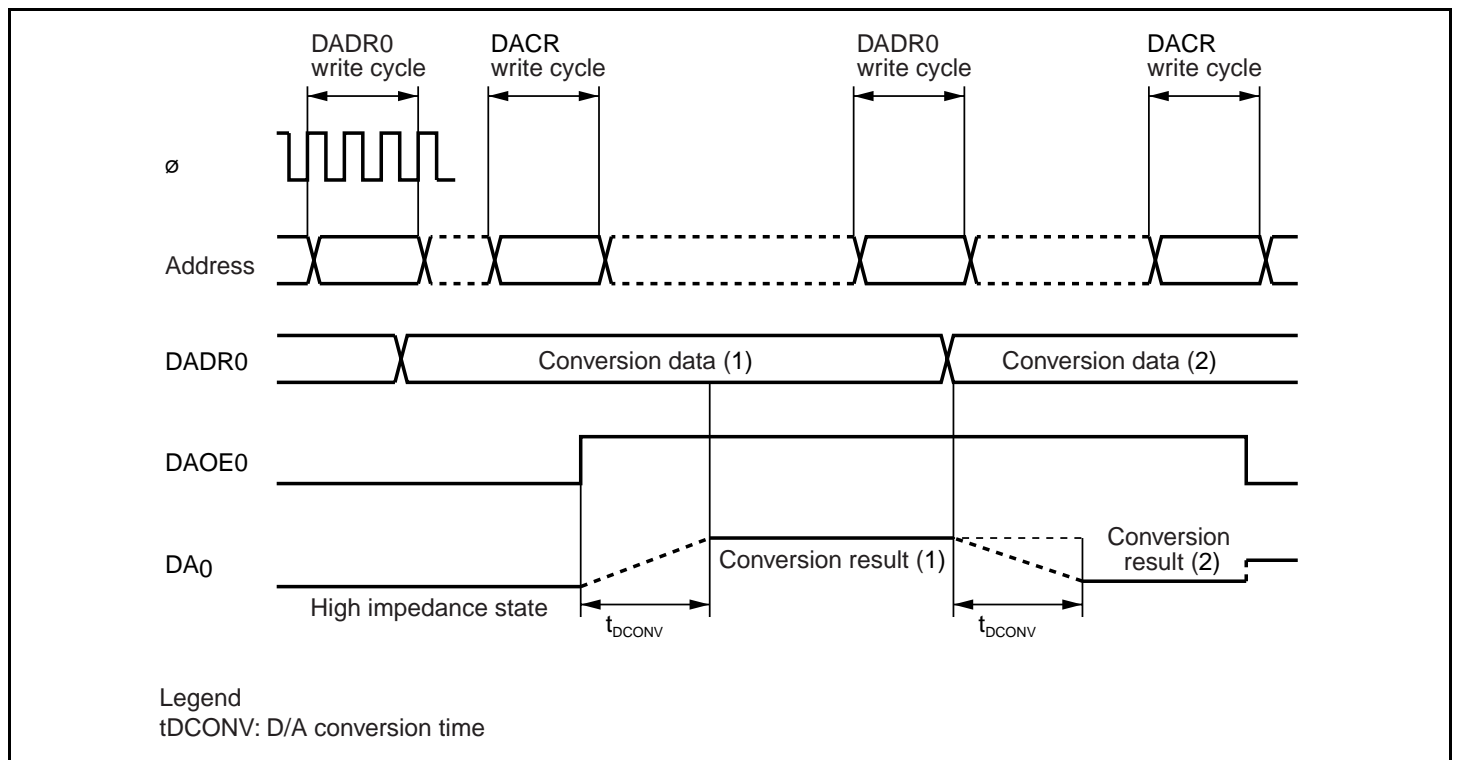 DADR0
write cycle
DACR
write cycle
DADR0
write cycle
DACR
write cycle
ø
Address
DADR0
Conversion data (1)
Conversion data (2)
DAOE0
DA0
Conversion result (1)
Conversion
result (2)
High impedance state
tDCONV
tDCONV
Legend
tDCONV: D/A conversion time